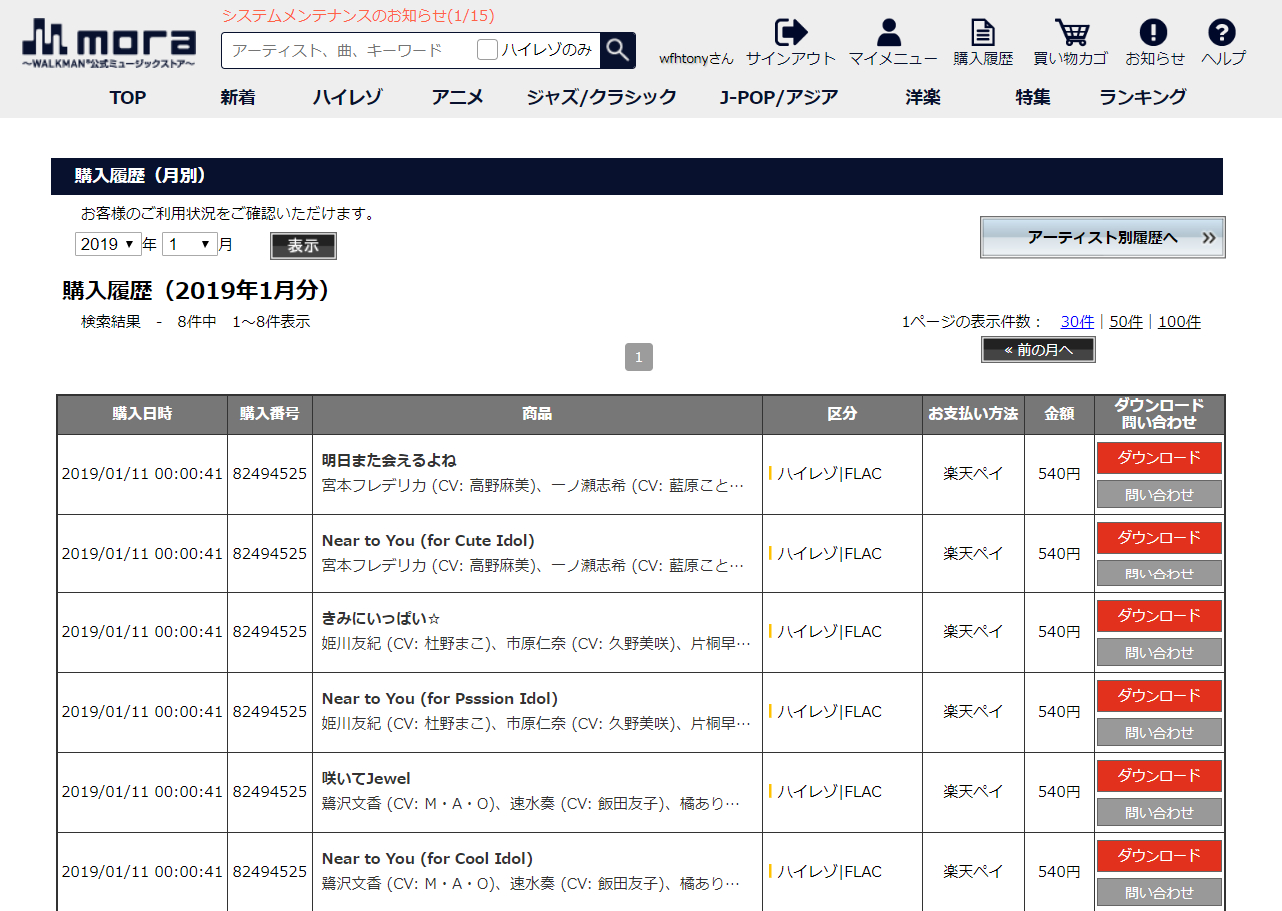 システムメンテナンスのお知らせ(1/15)
mora
～WALKMAN®公式ミュージックストア～
アーティスト、曲、キーワード ハイレゾのみ
wfhtonyさん サインアウト マイメニュー 購入履歴 買い物カゴ お知らせ ヘルプ
TOP 新着 ハイレゾ アニメ ジャズ/クラシック J-POP/アジア 洋楽 特集 ランキング
購入履歴（月別）
お客様のご利用状況をご確認いただけます。
2019 年 1 月 表示
アーティスト別履歴へ
購入履歴（2019年1月分）
検索結果 - 8件中 1～8件表示
1ページの表示件数： 30件 | 50件 | 100件
« 前の月へ
1
購入日時 購入番号 商品 区分 お支払い方法 金額 ダウンロード
問い合わせ
2019/01/11 00:00:41 82494525 明日また会えるよね ハイレゾ|FLAC 楽天ペイ 540円 ダウンロード
宮本フレデリカ (CV: 高野麻美)、一ノ瀬志希 (CV: 藍原こと… 問い合わせ
2019/01/11 00:00:41 82494525 Near to You (for Cute Idol) ハイレゾ|FLAC 楽天ペイ 540円 ダウンロード
宮本フレデリカ (CV: 高野麻美)、一ノ瀬志希 (CV: 藍原こと… 問い合わせ
2019/01/11 00:00:41 82494525 きみにいっぱい☆ ハイレゾ|FLAC 楽天ペイ 540円 ダウンロード
姫川友紀 (CV: 杜野まこ)、市原仁奈 (CV: 久野美咲)、片桐早… 問い合わせ
2019/01/11 00:00:41 82494525 Near to You (for Psssion Idol) ハイレゾ|FLAC 楽天ペイ 540円 ダウンロード
姫川友紀 (CV: 杜野まこ)、市原仁奈 (CV: 久野美咲)、片桐早… 問い合わせ
2019/01/11 00:00:41 82494525 咲いてJewel ハイレゾ|FLAC 楽天ペイ 540円 ダウンロード
鷺沢文香 (CV: M・A・O)、速水奏 (CV: 飯田友子)、橘あり… 問い合わせ
2019/01/11 00:00:41 82494525 Near to You (for Cool Idol) ハイレゾ|FLAC 楽天ペイ 540円 ダウンロード
鷺沢文香 (CV: M・A・O)、速水奏 (CV: 飯田友子)、橘あり… 問い合わせ